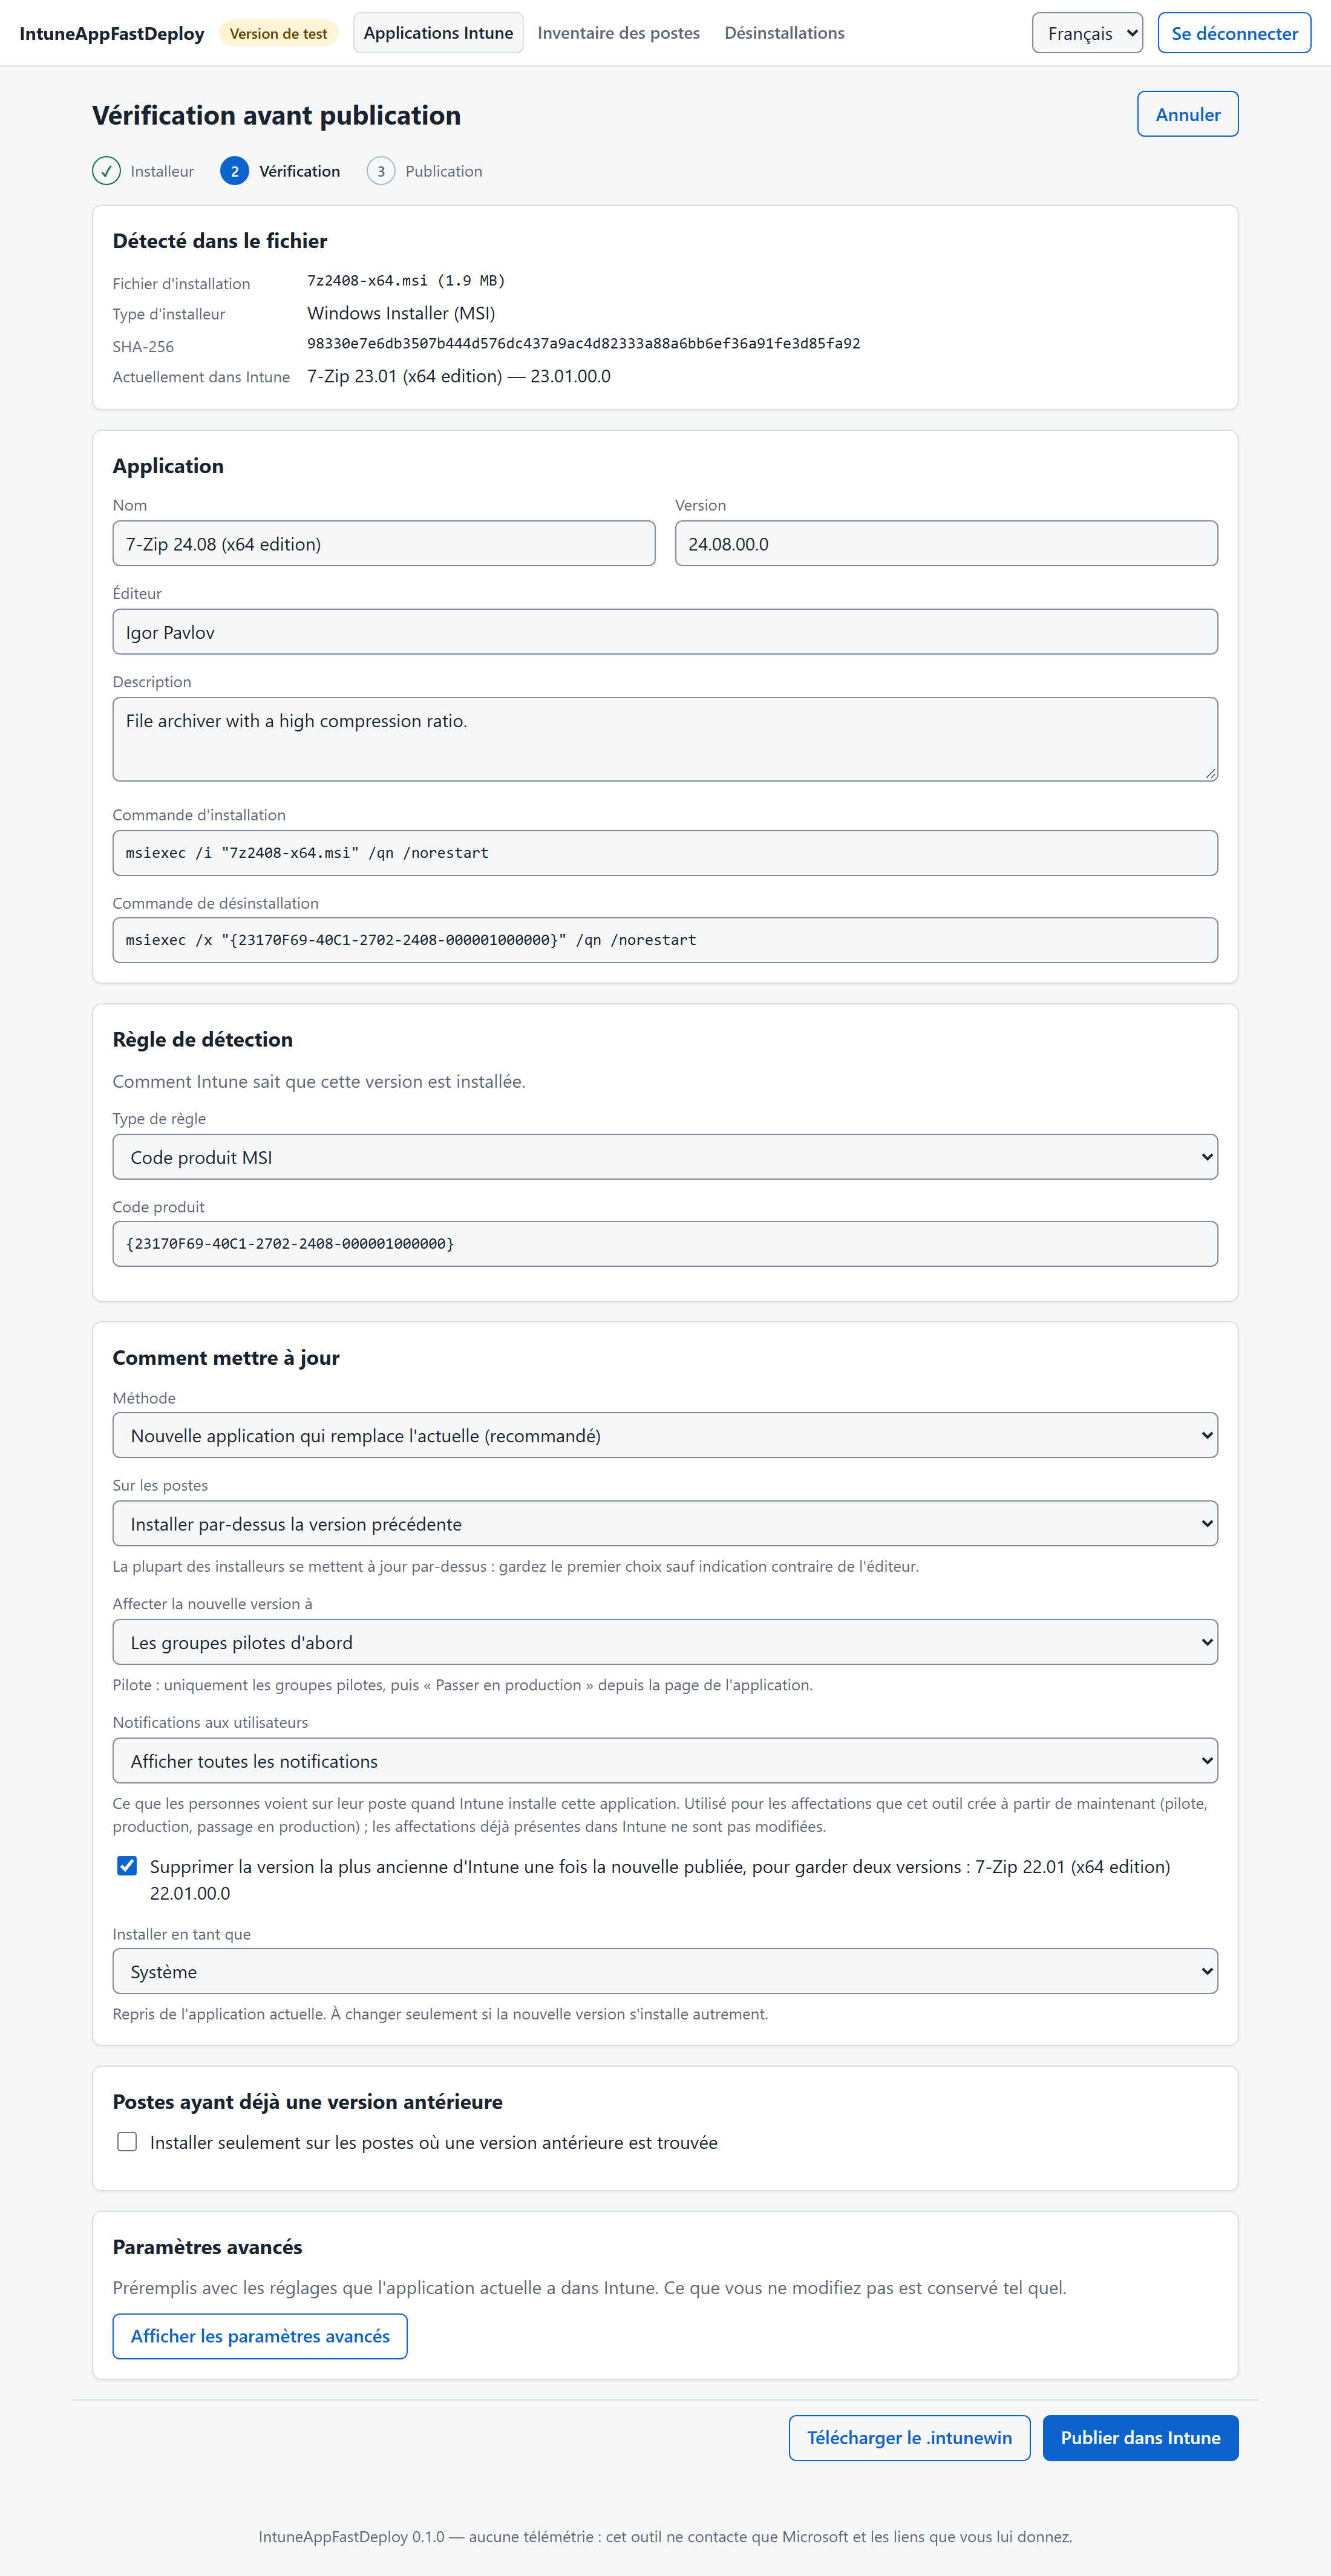 IntuneAppFastDeploy
Version de test
Applications Intune
Inventaire des postes
Désinstallations
Français
Se déconnecter
Vérification avant publication
Annuler
Installeur
2 Vérification
3 Publication
Détecté dans le fichier
Fichier d'installation 7z2408-x64.msi (1.9 MB)
Type d'installeur Windows Installer (MSI)
SHA-256 98330e7e6db3507b444d576dc437a9ac4d82333a88a6bb6ef36a91fe3d85fa92
Actuellement dans Intune 7-Zip 23.01 (x64 edition) — 23.01.00.0
Application
Nom
Version
7-Zip 24.08 (x64 edition)
24.08.00.0
Éditeur
Igor Pavlov
Description
File archiver with a high compression ratio.
Commande d'installation
msiexec /i "7z2408-x64.msi" /qn /norestart
Commande de désinstallation
msiexec /x "{23170F69-40C1-2702-2408-000001000000}" /qn /norestart
Règle de détection
Comment Intune sait que cette version est installée.
Type de règle
Code produit MSI
Code produit
{23170F69-40C1-2702-2408-000001000000}
Comment mettre à jour
Méthode
Nouvelle application qui remplace l'actuelle (recommandé)
Sur les postes
Installer par-dessus la version précédente
La plupart des installeurs se mettent à jour par-dessus : gardez le premier choix sauf indication contraire de l'éditeur.
Affecter la nouvelle version à
Les groupes pilotes d'abord
Pilote : uniquement les groupes pilotes, puis « Passer en production » depuis la page de l'application.
Notifications aux utilisateurs
Afficher toutes les notifications
Ce que les personnes voient sur leur poste quand Intune installe cette application. Utilisé pour les affectations que cet outil crée à partir de maintenant (pilote,
production, passage en production) ; les affectations déjà présentes dans Intune ne sont pas modifiées.
Supprimer la version la plus ancienne d'Intune une fois la nouvelle publiée, pour garder deux versions : 7-Zip 22.01 (x64 edition)
22.01.00.0
Installer en tant que
Système
Repris de l'application actuelle. À changer seulement si la nouvelle version s'installe autrement.
Postes ayant déjà une version antérieure
Installer seulement sur les postes où une version antérieure est trouvée
Paramètres avancés
Préremplis avec les réglages que l'application actuelle a dans Intune. Ce que vous ne modifiez pas est conservé tel quel.
Afficher les paramètres avancés
Télécharger le .intunewin
Publier dans Intune
IntuneAppFastDeploy 0.1.0 — aucune télémétrie : cet outil ne contacte que Microsoft et les liens que vous lui donnez.